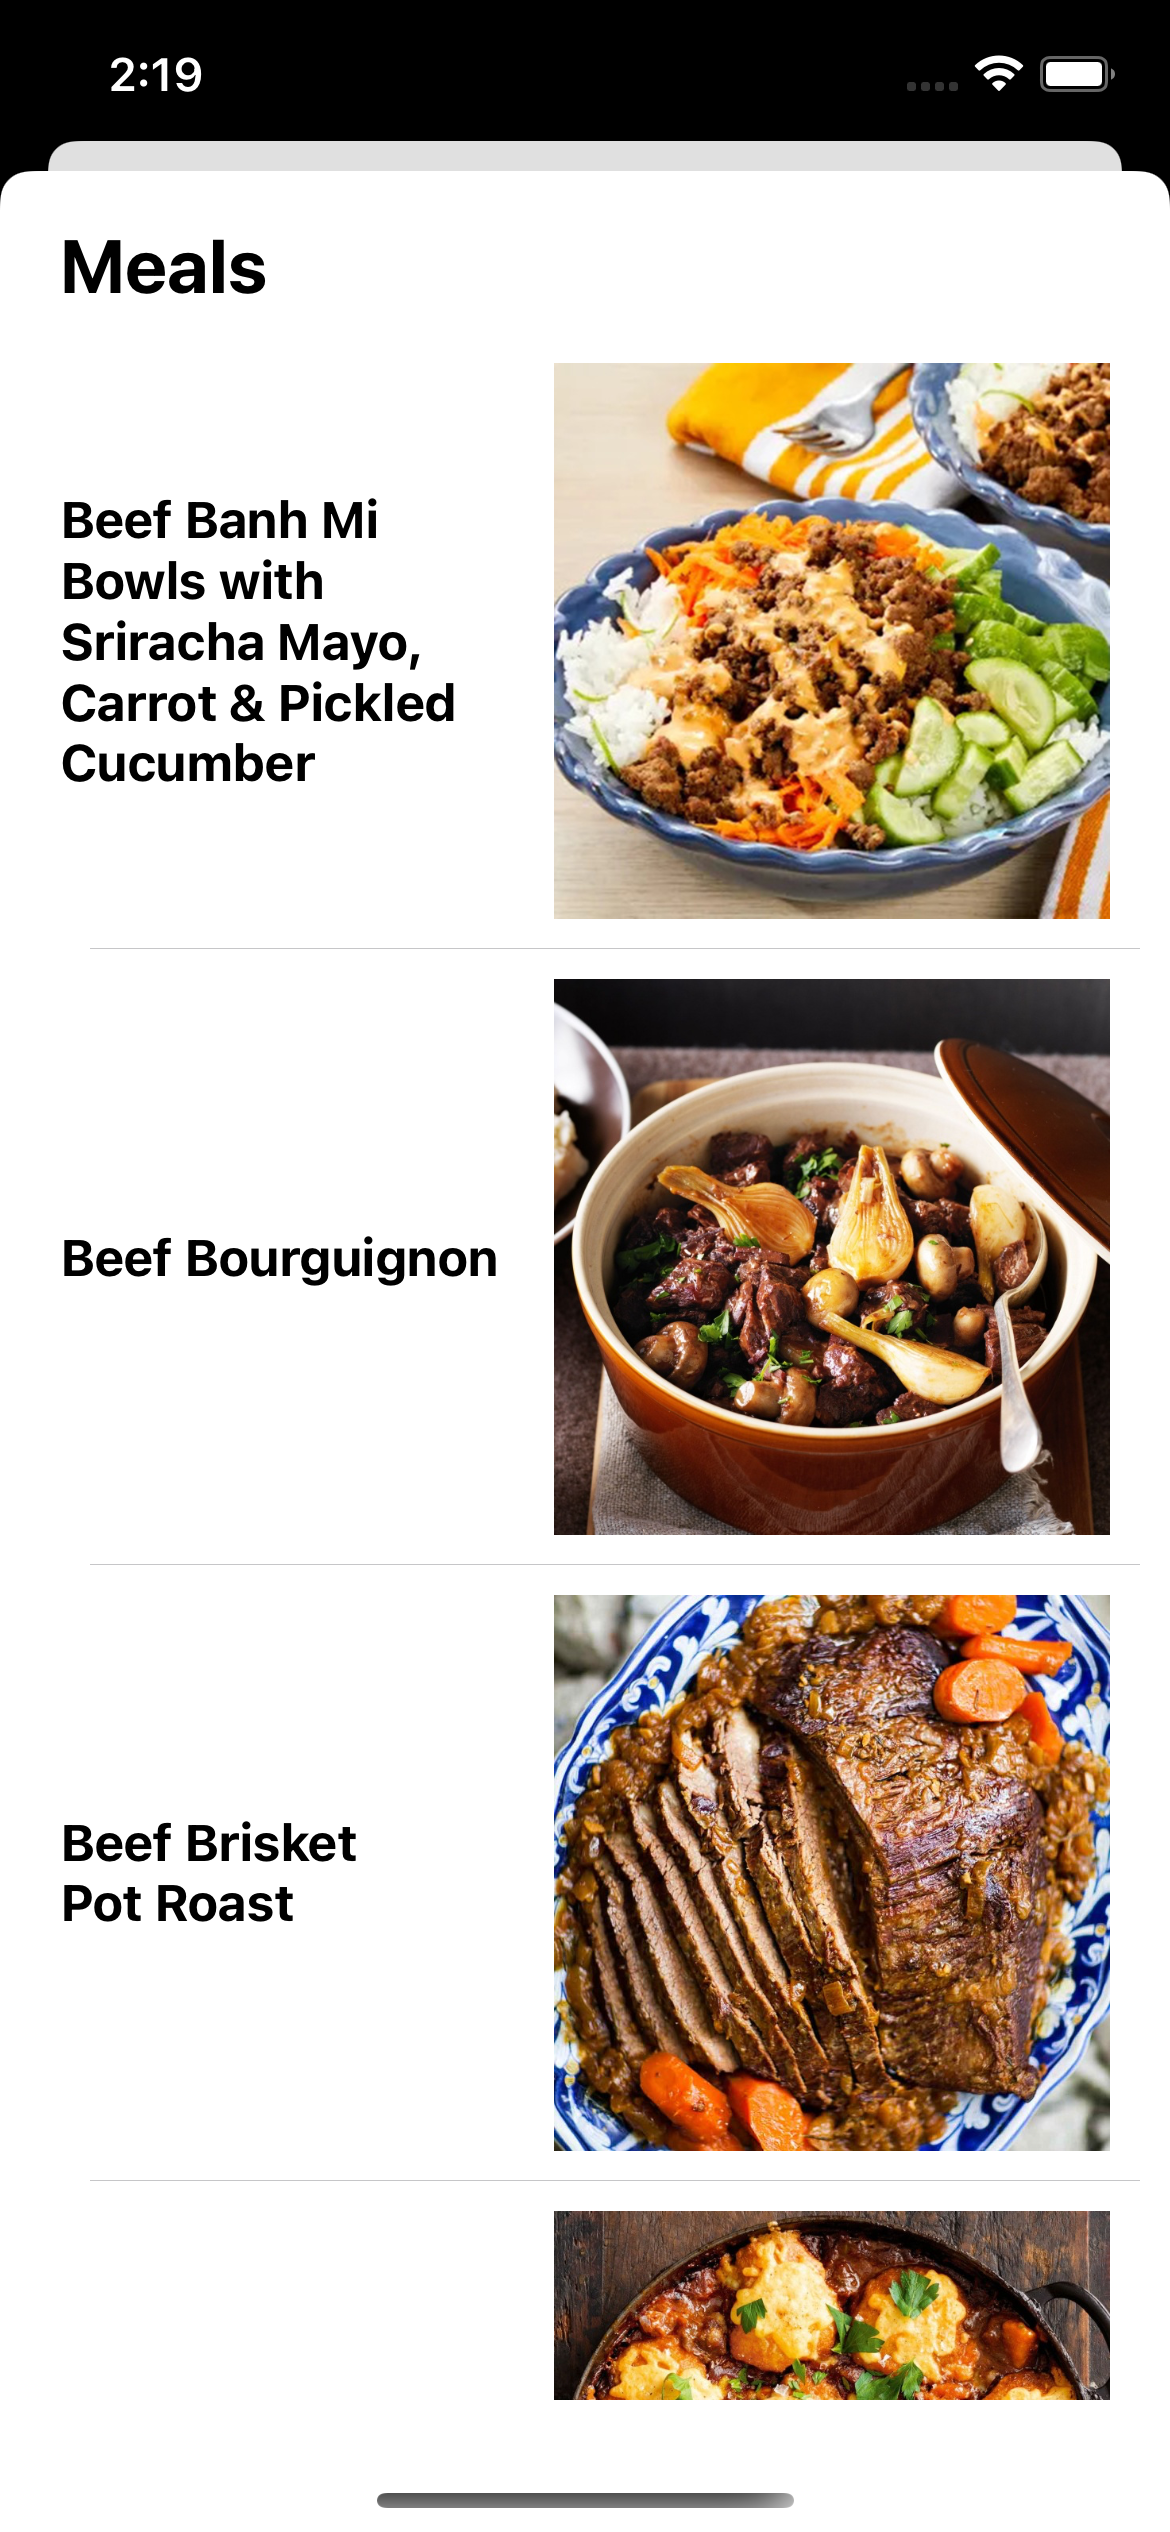 2:19
Meals
Beef Banh Mi
Bowls with
Sriracha Mayo,
Carrot & Pickled
Cucumber
Beef Bourguignon
Beef Brisket
Pot Roast